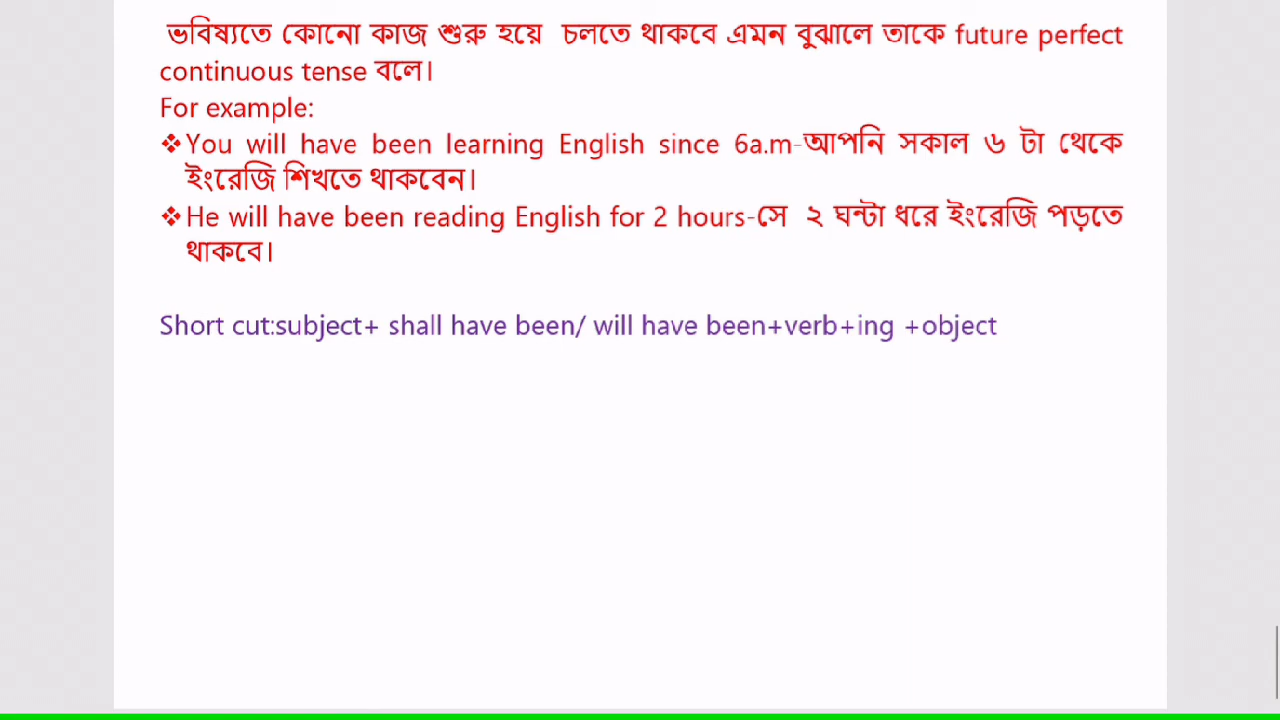 ভবিষ্যতে কোনো কাজ শুরু হয়ে চলতে থাকবে এমন বুঝালে তাকে future perfect
continuous tense বলে।
For example:
❖You will have been learning English since 6a.m-আপনি সকাল ৬ টা থেকে
ইংরেজি শিখতে থাকবেন।
❖He will have been reading English for 2 hours-সে ২ ঘন্টা ধরে ইংরেজি পড়তে
থাকবে।
Short cut:subject+ shall have been/ will have been+verb+ing +object